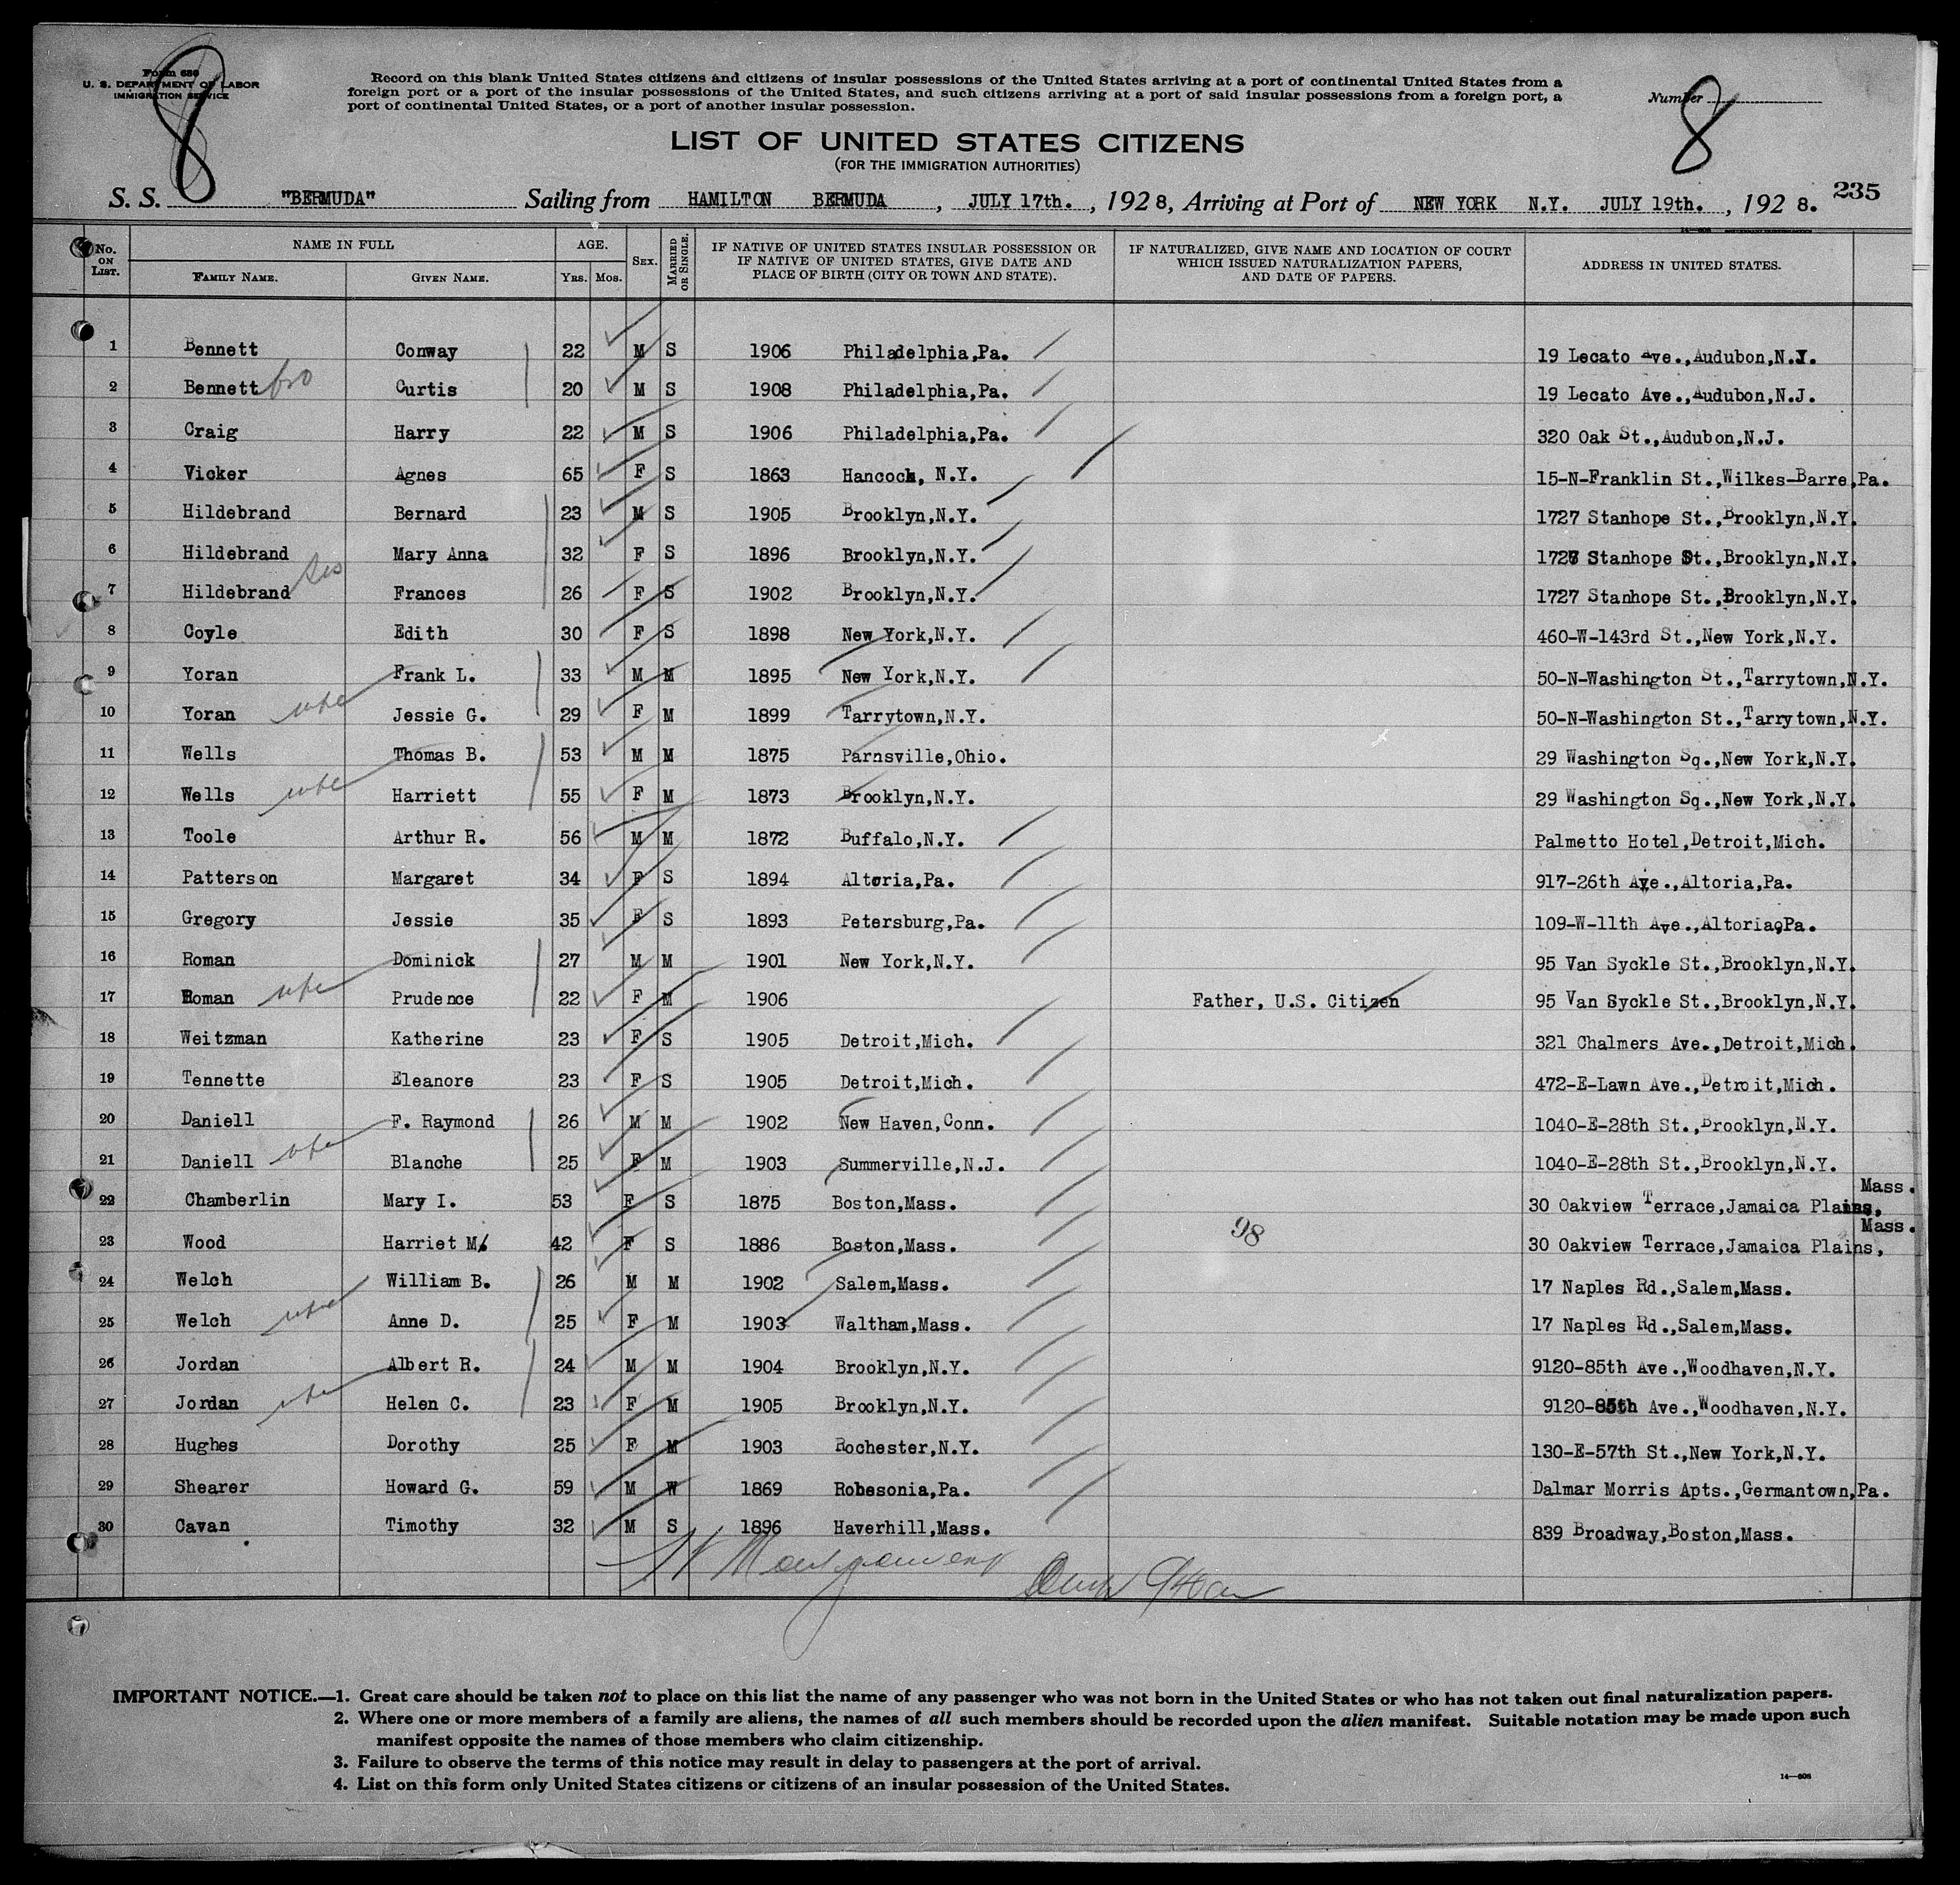 8
Form 630
U. S. DEPARTMENT OF LABOR
IMMIGRATION SERVICE
Record on this blank United States citizens and citizens of insular possessions of the United States arriving at a port of continental United States from a
foreign port or a port of the insular possessions of the United States, and such citizens arriving at a port of said insular possessions from a foreign port, a
port of continental United States, or a port of another insular possession.
Number 8
LIST OF UNITED STATES CITIZENS
(FOR THE IMMIGRATION AUTHORITIES)
S. S. "BERMUDA" Sailing from HAMILTON BERMUDA, JULY 17th., 1928, Arriving at Port of NEW YORK N.Y. JULY 19th., 1928. 235
No. ON LIST. NAME IN FULL FAMILY NAME. GIVEN NAME. AGE. YRS. MOS. SEX. MARRIED OR SINGLE. IF NATIVE OF UNITED STATES INSULAR POSSESSION OR IF NATIVE OF UNITED STATES, GIVE DATE AND PLACE OF BIRTH (CITY OR TOWN AND STATE). IF NATURALIZED, GIVE NAME AND LOCATION OF COURT WHICH ISSUED NATURALIZATION PAPERS, AND DATE OF PAPERS. ADDRESS IN UNITED STATES.
1 Bennett Conway 22 M S 1906 Philadelphia,Pa. 19 Lecato Ave.,Audubon,N.J.
2 Bennett bro Curtis 20 M S 1908 Philadelphia,Pa. 19 Lecato Ave.,Audubon,N.J.
3 Craig Harry 22 M S 1906 Philadelphia,Pa. 320 Oak St.,Audubon,N.J.
4 Vicker Agnes 65 F S 1863 Hancock, N.Y. 15-N-Franklin St.,Wilkes-Barre,Pa.
5 Hildebrand Bernard 23 M S 1905 Brooklyn,N.Y. 1727 Stanhope St.,Brooklyn,N.Y.
6 Hildebrand Mary Anna 32 F S 1896 Brooklyn,N.Y. 1727 Stanhope St.,Brooklyn,N.Y.
7 Hildebrand sis Frances 26 F S 1902 Brooklyn,N.Y. 1727 Stanhope St.,Brooklyn,N.Y.
8 Coyle Edith 30 F S 1898 New York,N.Y. 460-W-143rd St.,New York,N.Y.
9 Yoran Frank L. 33 M M 1895 New York,N.Y. 50-N-Washington St.,Tarrytown,N.Y.
10 Yoran wife Jessie G. 29 F M 1899 Tarrytown,N.Y. 50-N-Washington St.,Tarrytown,N.Y.
11 Wells Thomas B. 53 M M 1875 Parnsville,Ohio. 29 Washington Sq.,New York,N.Y.
12 Wells wife Harriett 55 F M 1873 Brooklyn,N.Y. 29 Washington Sq.,New York,N.Y.
13 Toole Arthur R. 56 M M 1872 Buffalo,N.Y. Palmetto Hotel,Detroit,Mich.
14 Patterson Margaret 34 F S 1894 Altoria,Pa. 917-26th Ave.,Altoria,Pa.
15 Gregory Jessie 35 F S 1893 Petersburg,Pa. 109-W-11th Ave.,Altoria,Pa.
16 Roman Dominick 27 M M 1901 New York,N.Y. 95 Van Syckle St.,Brooklyn,N.Y.
17 Roman wife Prudence 22 F M 1906 Father, U.S. Citizen 95 Van Syckle St.,Brooklyn,N.Y.
18 Weitzman Katherine 23 F S 1905 Detroit,Mich. 321 Chalmers Ave.,Detroit,Mich.
19 Tennette Eleanore 23 F S 1905 Detroit,Mich. 472-E-Lawn Ave.,Detroit,Mich.
20 Daniell F. Raymond 26 M M 1902 New Haven,Conn. 1040-E-28th St.,Brooklyn,N.Y.
21 Daniell wife Blanche 25 F M 1903 Summerville,N.J. 1040-E-28th St.,Brooklyn,N.Y.
22 Chamberlin Mary I. 53 F S 1875 Boston,Mass. 30 Oakview Terrace,Jamaica Plains, Mass.
23 Wood Harriet M. 42 F S 1886 Boston,Mass. 98 30 Oakview Terrace,Jamaica Plains, Mass.
24 Welch William B. 26 M M 1902 Salem,Mass. 17 Naples Rd.,Salem,Mass.
25 Welch wife Anne D. 25 F M 1903 Waltham,Mass. 17 Naples Rd.,Salem,Mass.
26 Jordan Albert R. 24 M M 1904 Brooklyn,N.Y. 9120-85th Ave.,Woodhaven,N.Y.
27 Jordan wife Helen C. 23 F M 1905 Brooklyn,N.Y. 9120-85th Ave.,Woodhaven,N.Y.
28 Hughes Dorothy 25 F M 1903 Rochester,N.Y. 130-E-57th St.,New York,N.Y.
29 Shearer Howard G. 59 M W 1869 Robesonia,Pa. Dalmar Morris Apts.,Germantown,Pa.
30 Cavan Timothy 32 M S 1896 Haverhill,Mass. 839 Broadway,Boston,Mass.
Montgomery
IMPORTANT NOTICE.—1. Great care should be taken not to place on this list the name of any passenger who was not born in the United States or who has not taken out final naturalization papers.
2. Where one or more members of a family are aliens, the names of all such members should be recorded upon the alien manifest. Suitable notation may be made upon such
manifest opposite the names of those members who claim citizenship.
3. Failure to observe the terms of this notice may result in delay to passengers at the port of arrival.
4. List on this form only United States citizens or citizens of an insular possession of the United States.